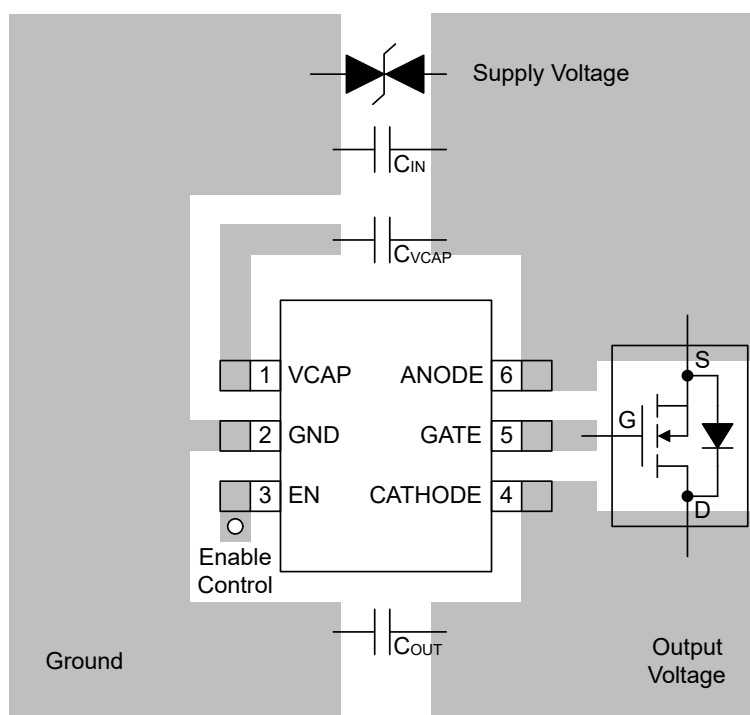 Supply Voltage
CIN
CVCAP
1 VCAP ANODE 6
S
2 GND GATE 5
G
3 EN CATHODE 4
D
Enable
Control
COUT
Ground
Output
Voltage